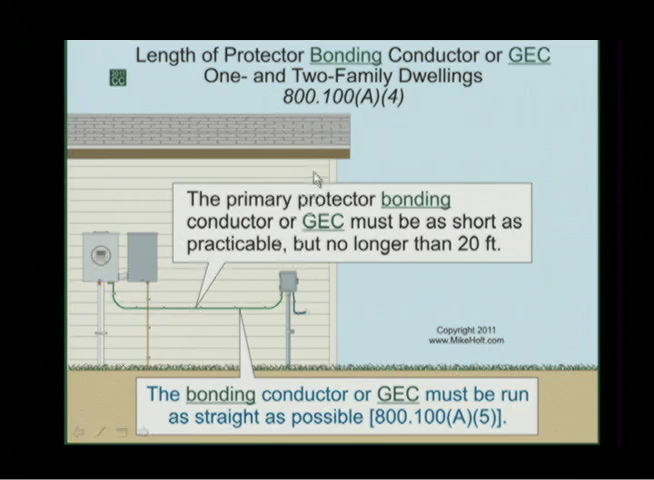 Length of Protector Bonding Conductor or GEC
One- and Two-Family Dwellings
800.100(A)(4)
2011
CC
The primary protector bonding
conductor or GEC must be as short as
practicable, but no longer than 20 ft.
Copyright 2011
www.MikeHolt.com
The bonding conductor or GEC must be run
as straight as possible [800.100(A)(5)].